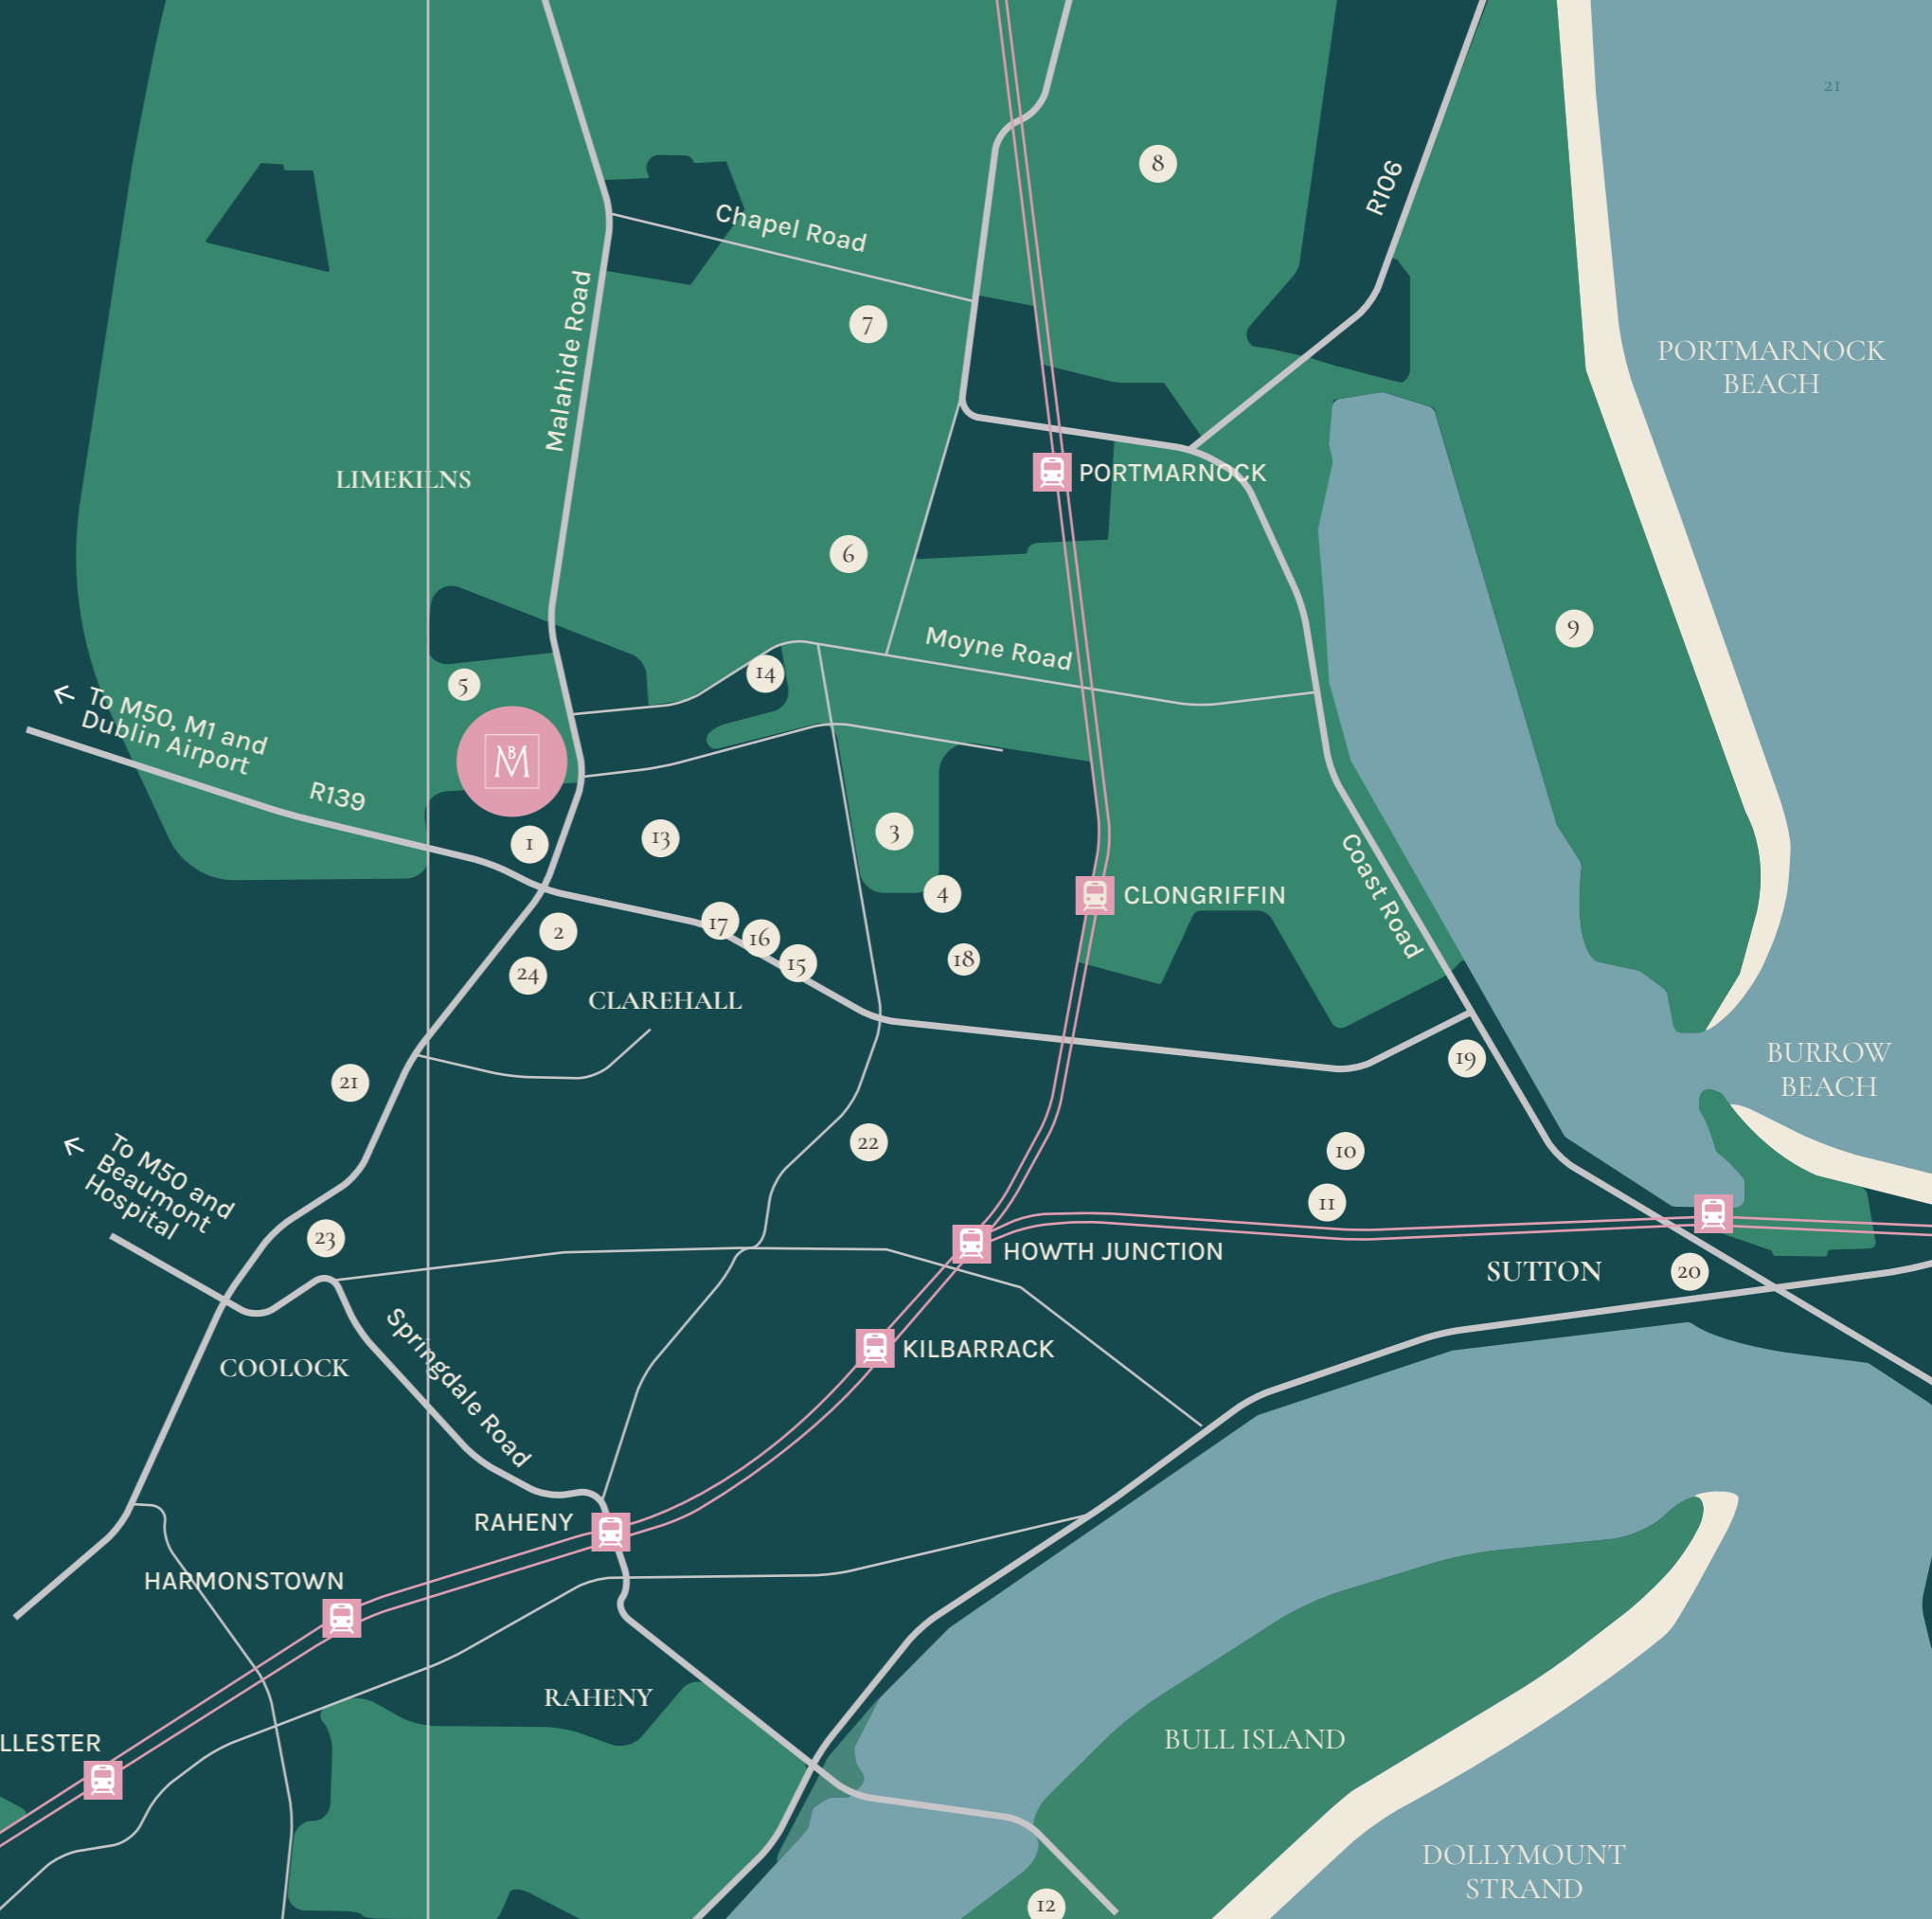 21
8
R106
Chapel Road
7
Malahide Road
PORTMARNOCK
BEACH
LIMEKILNS
PORTMARNOCK
6
9
Moyne Road
14
5
← To M50, M1 and
Dublin Airport
BM
R139
1
13
3
4
CLONGRIFFIN
Coast Road
2
17
16
15
18
24
CLAREHALL
19
BURROW
BEACH
21
22
10
← To M50 and
Beaumont
Hospital
11
23
HOWTH JUNCTION
SUTTON
20
Springdale Road
KILBARRACK
COOLOCK
RAHENY
HARMONSTOWN
RAHENY
LLESTER
BULL ISLAND
DOLLYMOUNT
STRAND
12